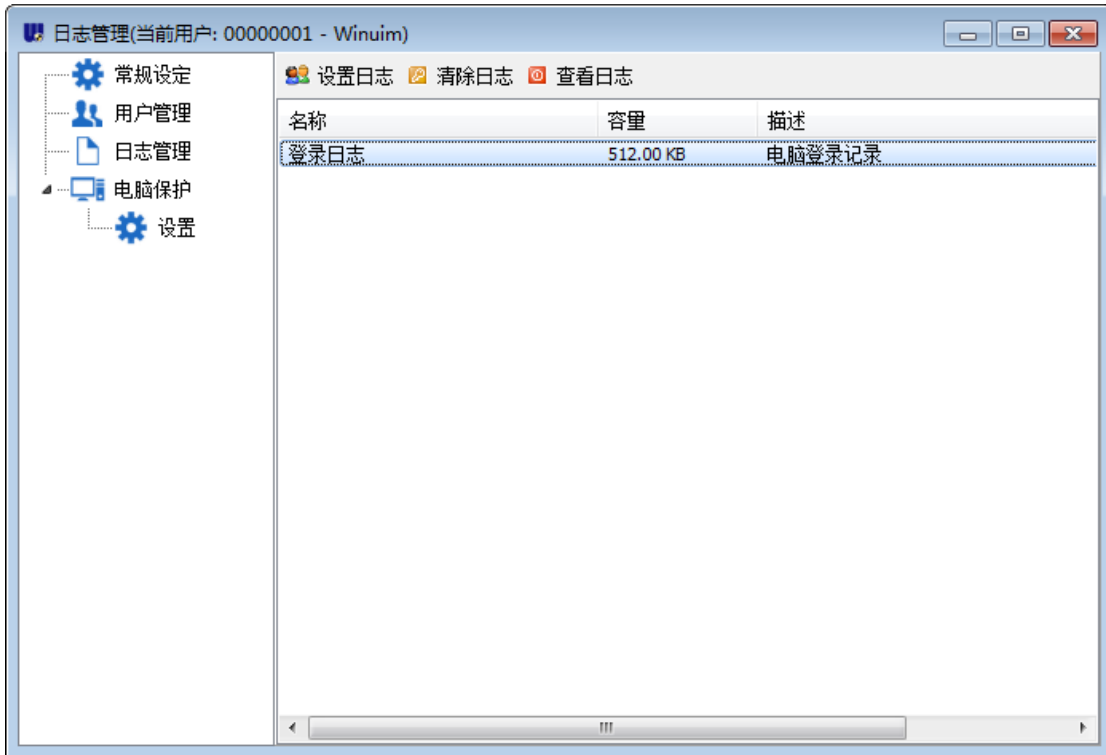 日志管理(当前用户: 00000001 - Winuim)
常规设定
用户管理
日志管理
电脑保护
设置
设置日志 清除日志 查看日志
名称 容量 描述
登录日志 512.00 KB 电脑登录记录